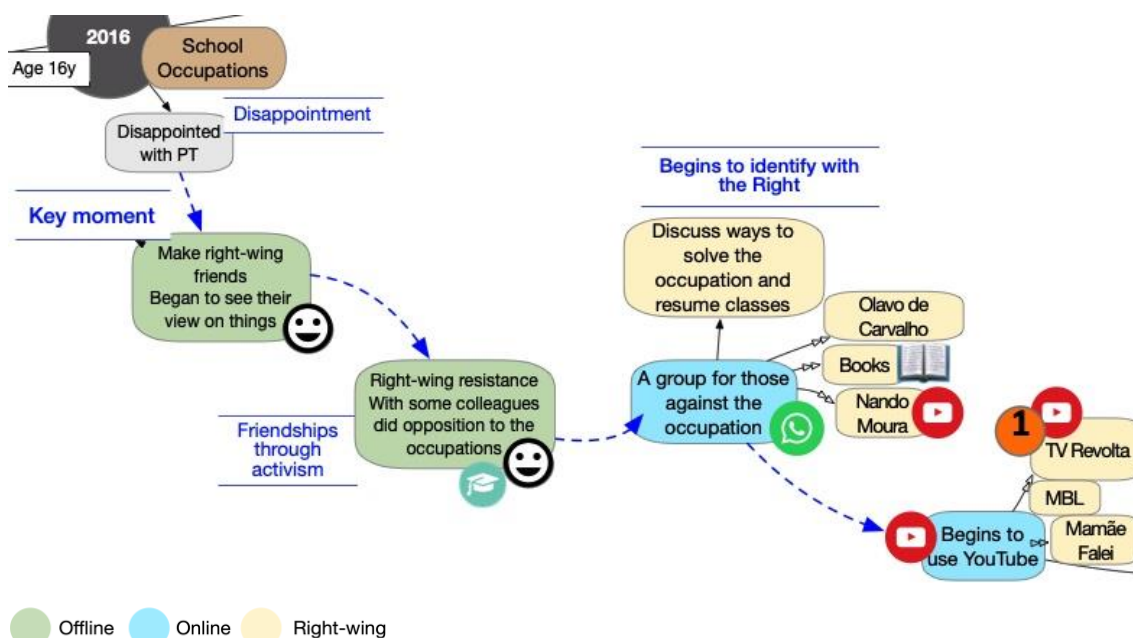 2016
Age 16y
School
Occupations
Disappointment
Disappointed
with PT
Key moment
Make right-wing
friends
Began to see their
view on things
Right-wing resistance
With some colleagues
did opposition to the
occupations
Friendships
through
activism
Begins to identify with
the Right
Discuss ways to
solve the
occupation and
resume classes
A group for those
against the
occupation
Olavo de
Carvalho
Books
Nando
Moura
1
TV Revolta
MBL
Mamãe
Falei
Begins to
use YouTube
Offline
Online
Right-wing